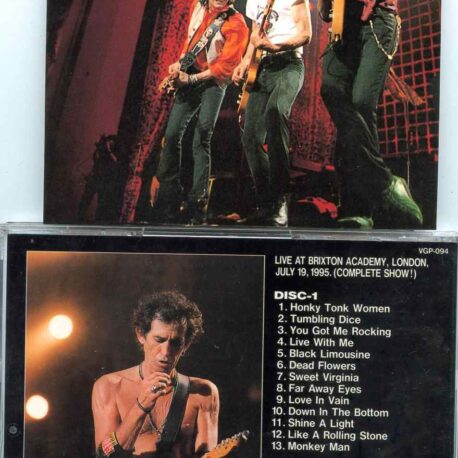 VGP-094
LIVE AT BRIXTON ACADEMY, LONDON,
JULY 19, 1995. (COMPLETE SHOW!)
DISC-1
1. Honky Tonk Women
2. Tumbling Dice
3. You Got Me Rocking
4. Live With Me
5. Black Limousine
6. Dead Flowers
7. Sweet Virginia
8. Far Away Eyes
9. Love In Vain
10. Down In The Bottom
11. Shine A Light
12. Like A Rolling Stone
13. Monkey Man